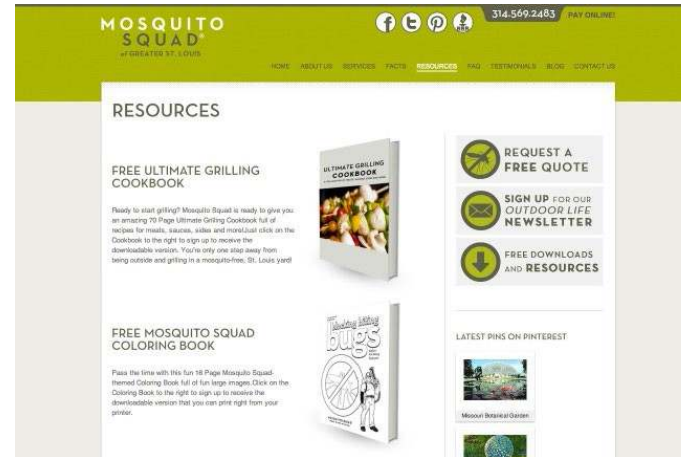 MOSQUITO
SQUAD®
of GREATER ST. LOUIS
314.569.2483 PAY ONLINE!
HOME ABOUT US SERVICES FACTS RESOURCES FAQ TESTIMONIALS BLOG CONTACT US
RESOURCES
FREE ULTIMATE GRILLING
COOKBOOK
Ready to start grilling? Mosquito Squad is ready to give you
an amazing 70 Page Ultimate Grilling Cookbook full of
recipes for meats, sauces, sides and more!Just click on the
Cookbook to the right to sign up to receive the
downloadable version. You're only one step away from
being outside and grilling in a mosquito-free, St. Louis yard!
ULTIMATE GRILLING
COOKBOOK
FREE MOSQUITO SQUAD
COLORING BOOK
Pass the time with this fun 16 Page Mosquito Squad-
themed Coloring Book full of fun large images.Click on the
Coloring Book to the right to sign up to receive the
downloadable version that you can print right from your
printer.
blocking biting
bugs
REQUEST A
FREE QUOTE
SIGN UP FOR OUR
OUTDOOR LIFE
NEWSLETTER
FREE DOWNLOADS
AND RESOURCES
LATEST PINS ON PINTEREST
Missouri Botanical Garden